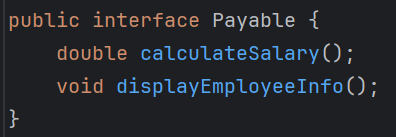 public interface Payable {
    double calculateSalary();
    void displayEmployeeInfo();
}